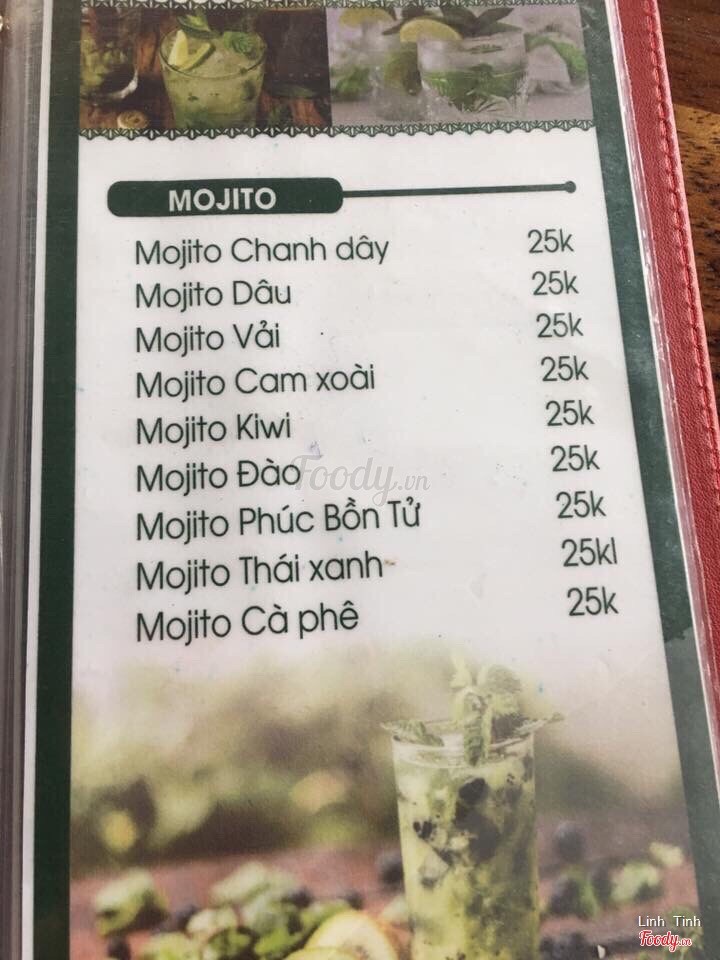 MOJITO
Mojito Chanh dây 25k
Mojito Dâu 25k
Mojito Vải 25k
Mojito Cam xoài 25k
Mojito Kiwi 25k
Mojito Đào 25k
Foody.vn
Mojito Phúc Bồn Tử 25k
Mojito Thái xanh 25kl
Mojito Cà phê 25k
Linh Tinh
Foody.vn